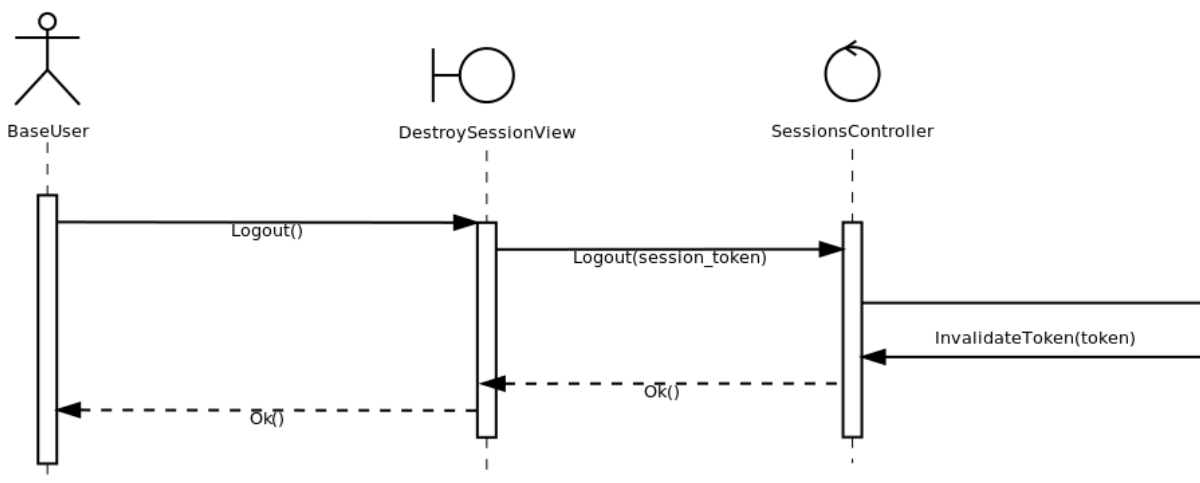 BaseUser
DestroySessionView
SessionsController
Logout()
Logout(session_token)
InvalidateToken(token)
Ok()
Ok()